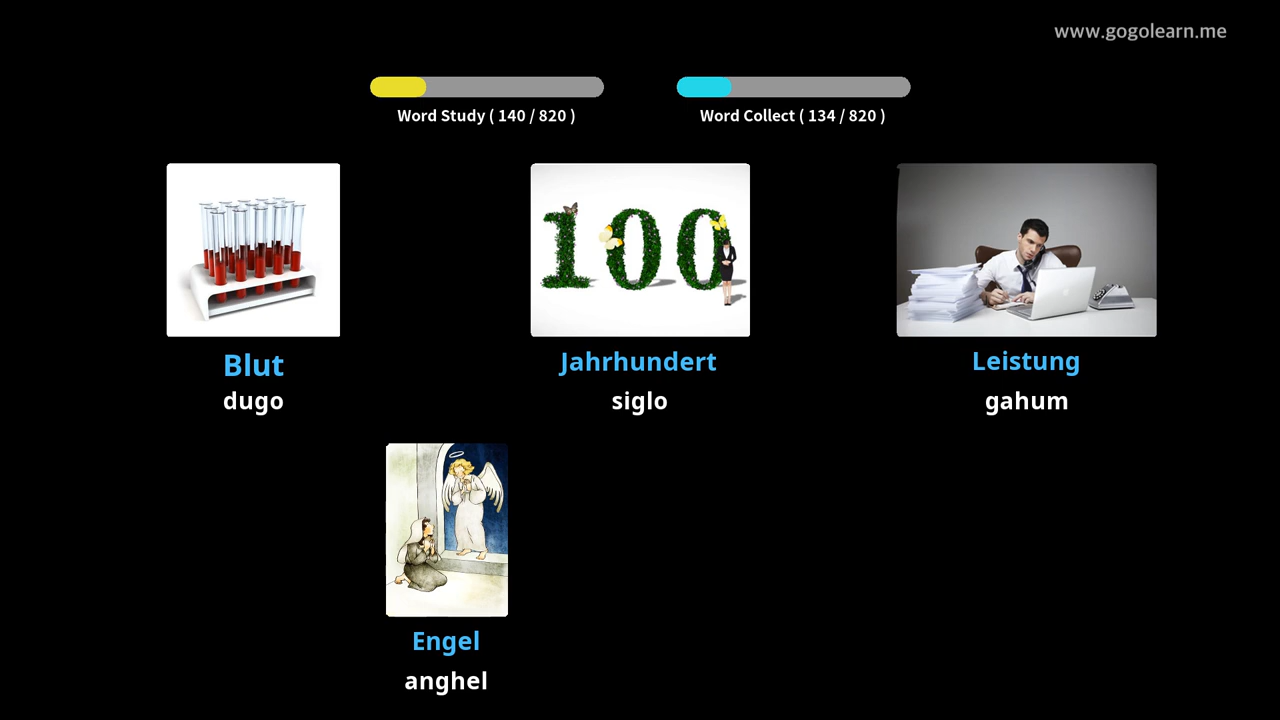 www.gogolearn.me
Word Study ( 140 / 820 )
Word Collect ( 134 / 820 )
100
Blut
dugo
Jahrhundert
siglo
Leistung
gahum
Engel
anghel